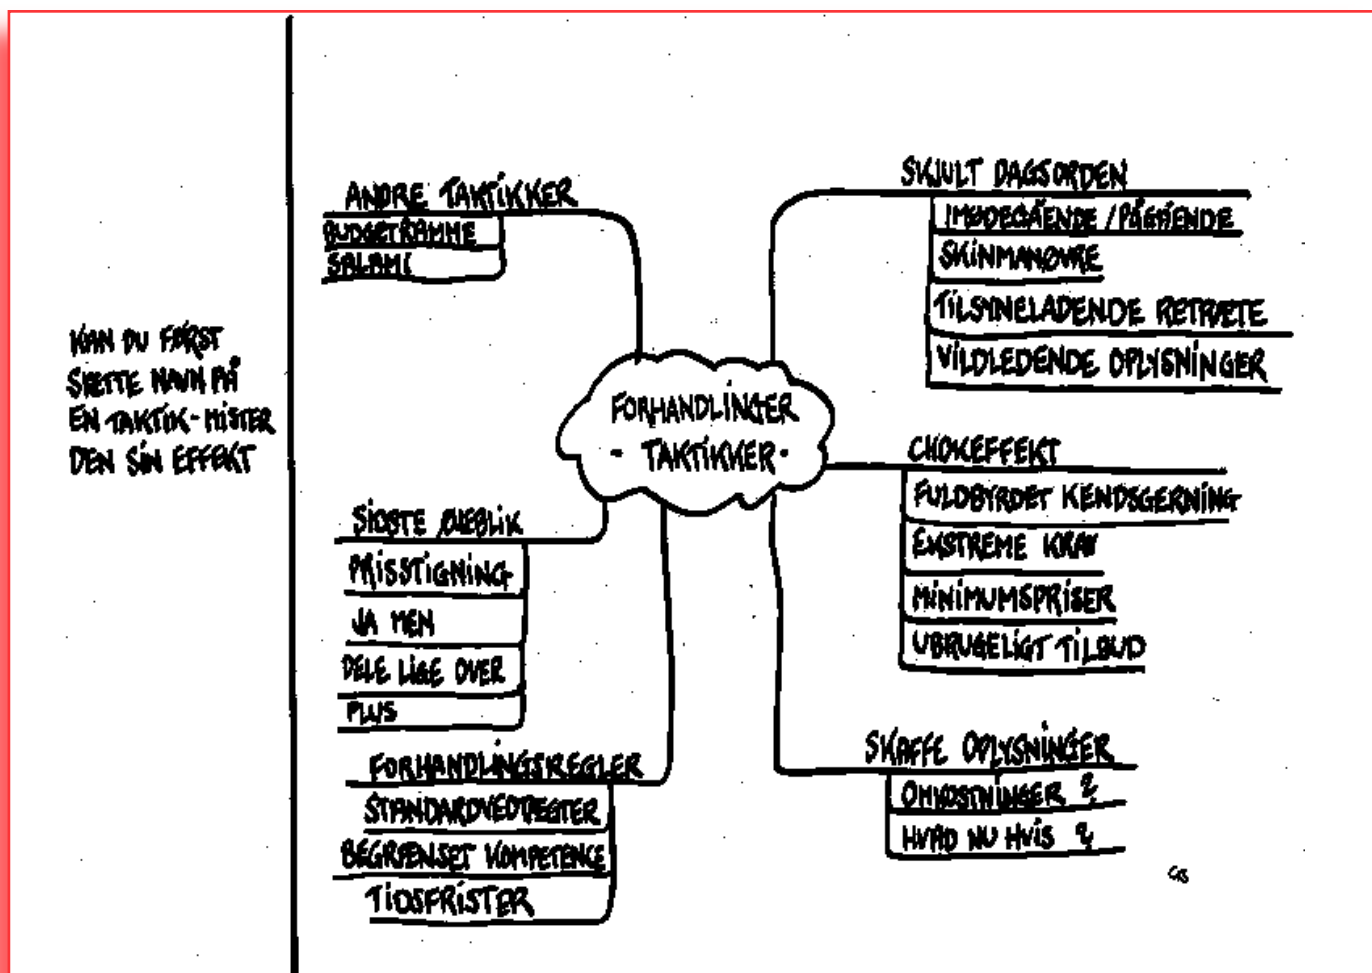 KAN DU FØRST
SÆTTE NAVN PÅ
EN TAKTIK - MISTER
DEN SIN EFFEKT
ANDRE TAKTIKKER
BUDGETRAMME
SALAMI
SIDSTE ØJEBLIK
PRISSTIGNING
JA MEN
DELE LIGE OVER
PLUS
FORHANDLINGSREGLER
STANDARDVEDTÆGTER
BEGRÆNSET KOMPETENCE
TIDSFRISTER
FORHANDLINGER
- TAKTIKKER -
SKJULT DAGSORDEN
IMØDEGÅENDE / PÅGÅENDE
SKINMANØVRE
TILSYNELADENDE RETRÆTE
VILDLEDENDE OPLYSNINGER
CHOKEFFEKT
FULDBYRDET KENDSGERNING
EKSTREME KRAV
MINIMUMSPRISER
UBRUGELIGT TILBUD
SKAFFE OPLYSNINGER
OMKOSTNINGER ?
HVAD NU HVIS ?